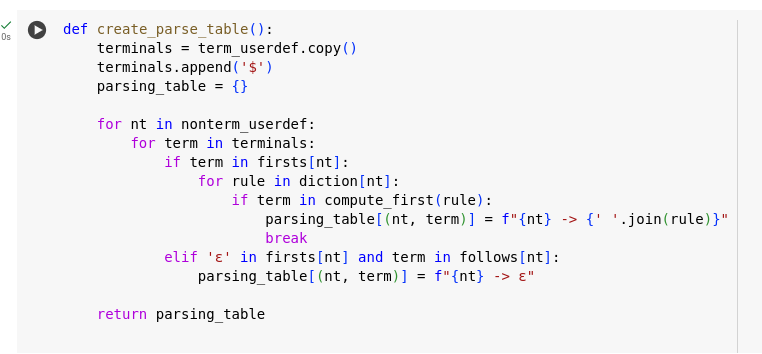 def create_parse_table():
    terminals = term_userdef.copy()
    terminals.append('$')
    parsing_table = {}

    for nt in nonterm_userdef:
        for term in terminals:
            if term in firsts[nt]:
                for rule in diction[nt]:
                    if term in compute_first(rule):
                        parsing_table[(nt, term)] = f"{nt} -> {' '.join(rule)}"
                        break
            elif 'ε' in firsts[nt] and term in follows[nt]:
                parsing_table[(nt, term)] = f"{nt} -> ε"

    return parsing_table
0s